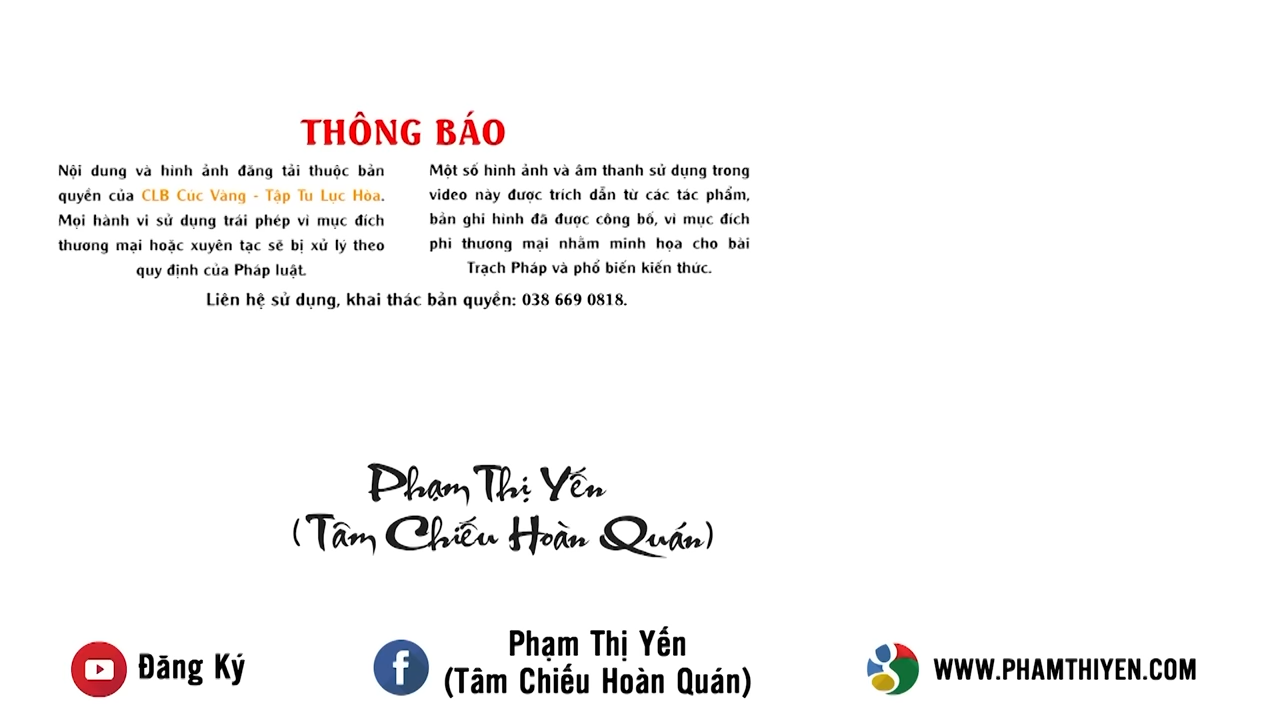 THÔNG BÁO
Nội dung và hình ảnh đăng tải thuộc bản
quyền của CLB Cúc Vàng - Tập Tu Lục Hòa.
Mọi hành vi sử dụng trái phép vì mục đích
thương mại hoặc xuyên tạc sẽ bị xử lý theo
quy định của Pháp luật.
Một số hình ảnh và âm thanh sử dụng trong
video này được trích dẫn từ các tác phẩm,
bản ghi hình đã được công bố, vì mục đích
phi thương mại nhằm minh họa cho bài
Trạch Pháp và phổ biến kiến thức.
Liên hệ sử dụng, khai thác bản quyền: 038 669 0818.
Phạm Thị Yến
(Tâm Chiếu Hoàn Quán)
Đăng Ký
Phạm Thị Yến
(Tâm Chiếu Hoàn Quán)
WWW.PHAMTHIYEN.COM